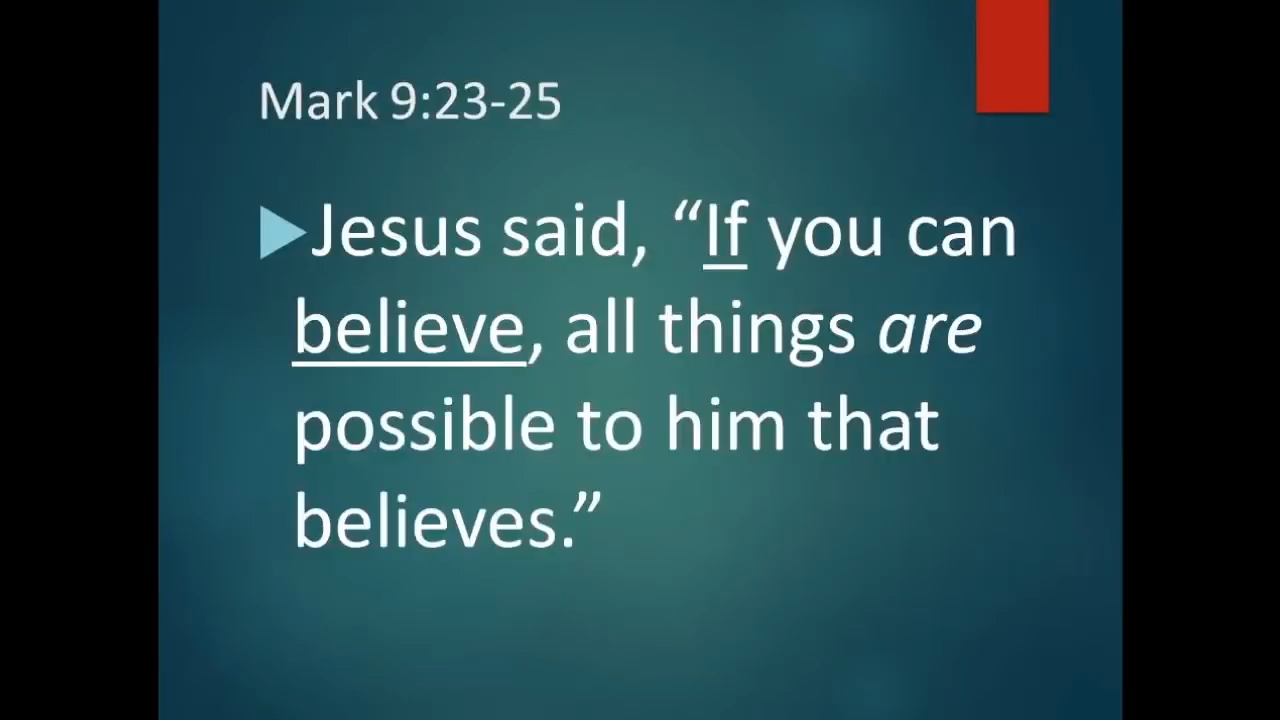 Mark 9:23-25
Jesus said, “If you can
believe, all things are
possible to him that
believes.”